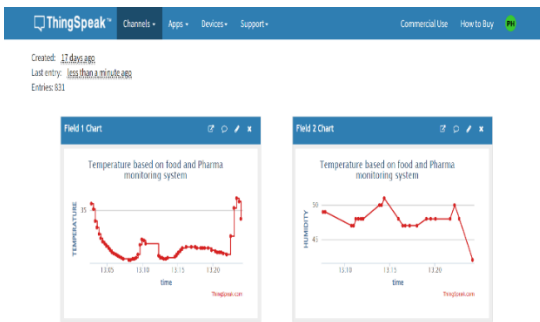 ThingSpeak™ Channels Apps Devices Support Commercial Use How to Buy PH
Created: 17 days ago
Last entry: less than a minute ago
Entries: 831
Field 1 Chart
Temperature based on food and Pharma
monitoring system
TEMPERATURE
35
13.05 13.10 13.15 13.20
time
ThingSpeak.com
Field 2 Chart
Temperature based on food and Pharma
monitoring system
HUMIDITY
50
45
13.10 13.15 13.20
time
ThingSpeak.com